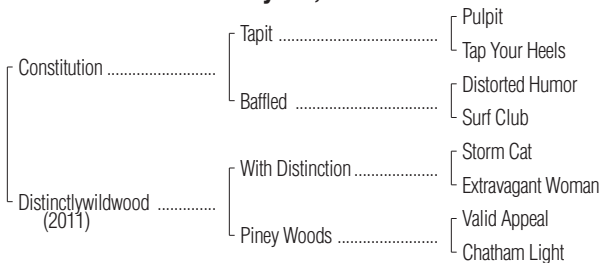 Pulpit
Tapit
Tap Your Heels
Constitution
Distorted Humor
Baffled
Surf Club
Storm Cat
With Distinction
Extravagant Woman
Distinctlywildwood
(2011)
Valid Appeal
Piney Woods
Chatham Light